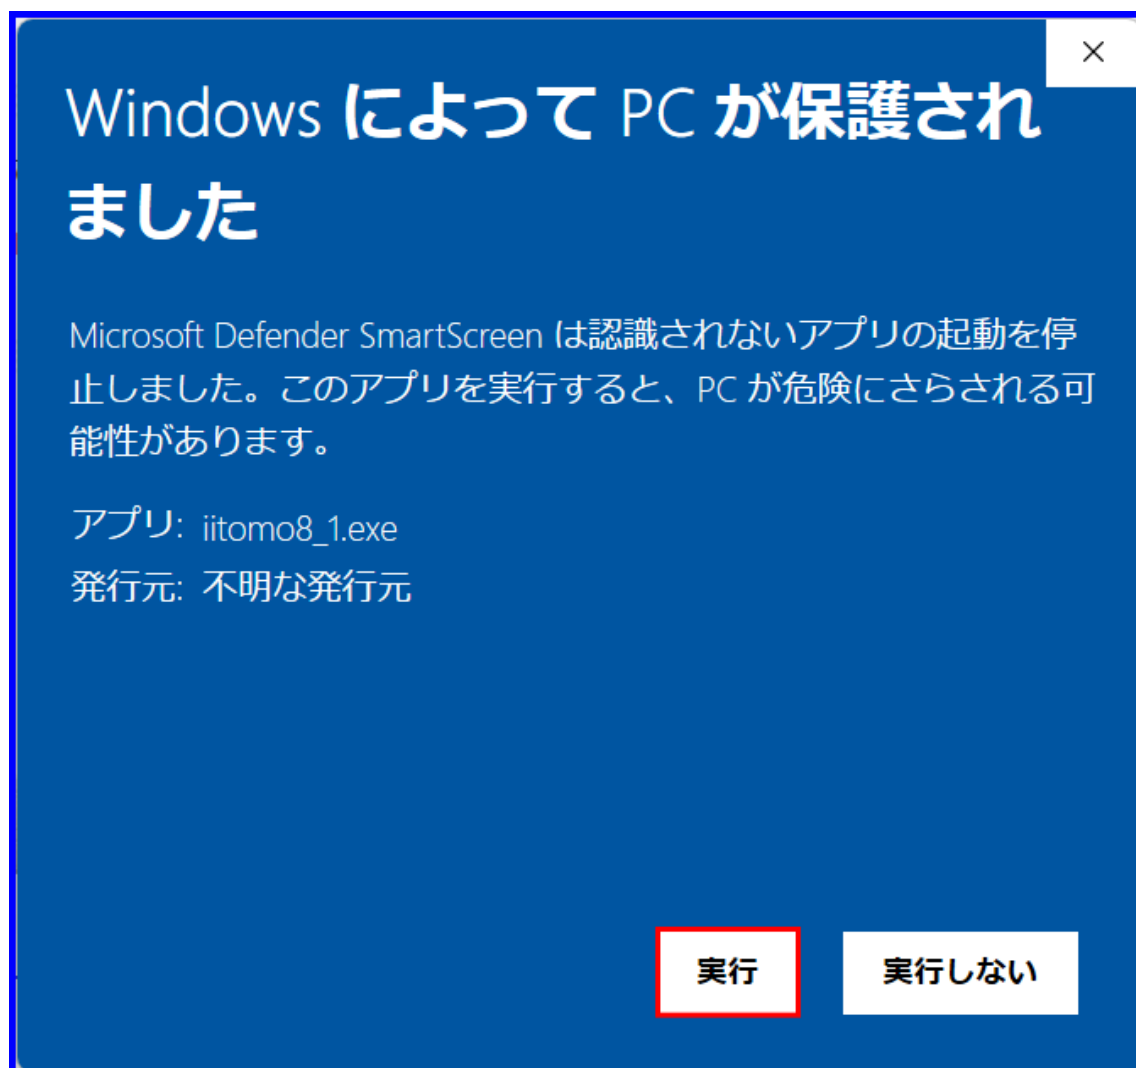 Windows によって PC が保護され
ました
Microsoft Defender SmartScreen は認識されないアプリの起動を停
止しました。このアプリを実行すると、PC が危険にさらされる可
能性があります。
アプリ: iitomo8_1.exe
発行元: 不明な発行元
実行 実行しない